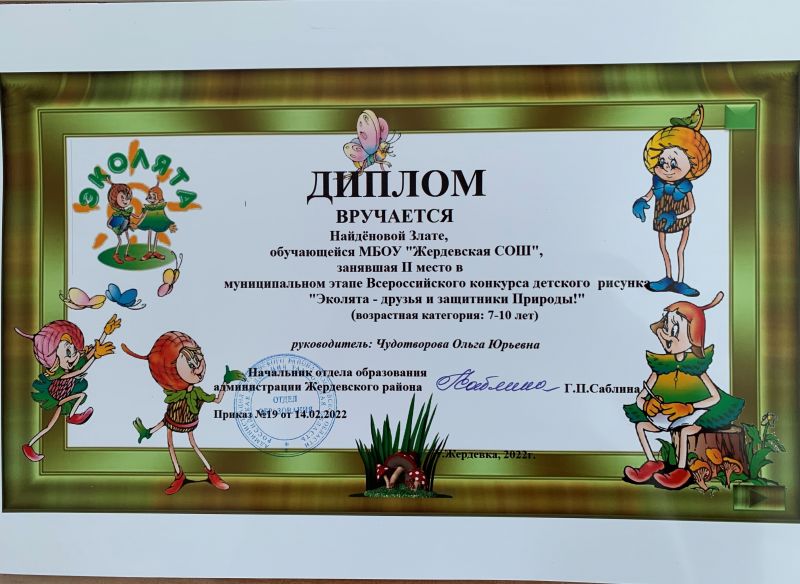 ЭКОЛЯТА
ДИПЛОМ
ВРУЧАЕТСЯ
Найдёновой Злате,
обучающейся МБОУ "Жердевская СОШ",
занявшая II место в
муниципальном этапе Всероссийского конкурса детского рисунка
"Эколята - друзья и защитники Природы!"
(возрастная категория: 7-10 лет)
руководитель: Чудотворова Ольга Юрьевна
Начальник отдела образования
администрации Жердевского района
Г.П.Саблина
ОТДЕЛ
ОБРАЗОВАНИЯ
Приказ №19 от 14.02.2022
г.Жердевка, 2022г.